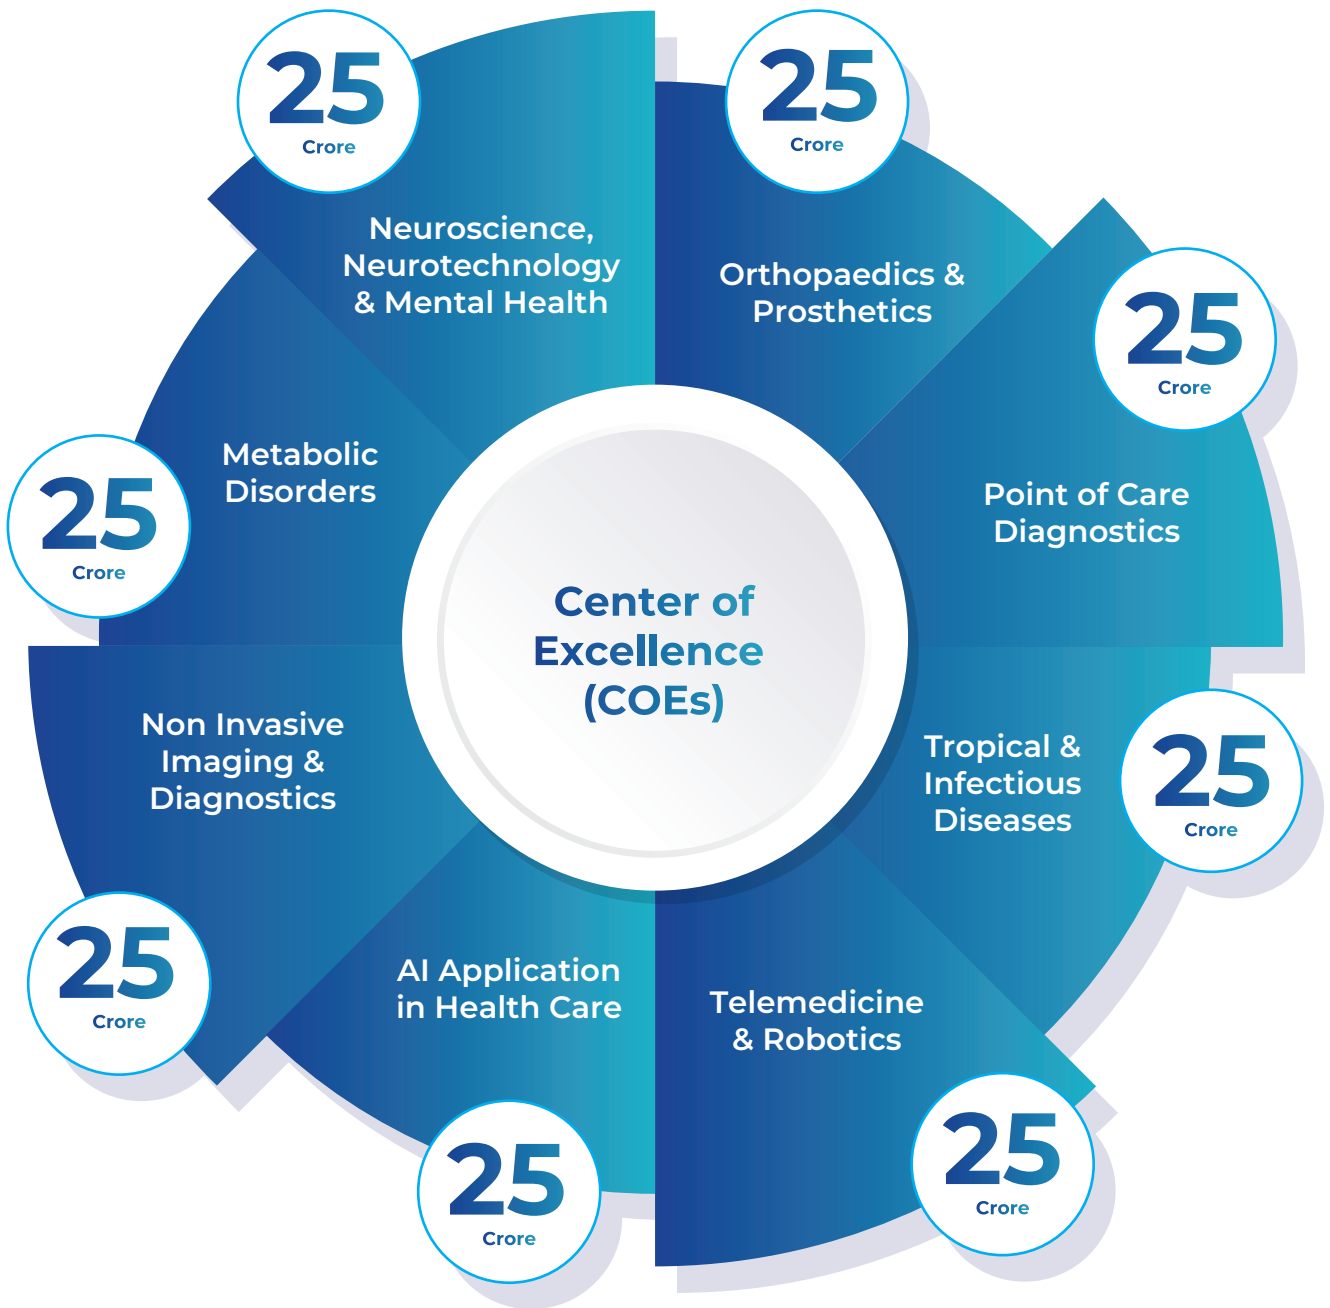 25
Crore
Neuroscience,
Neurotechnology
& Mental Health
25
Crore
Orthopaedics &
Prosthetics
25
Crore
Point of Care
Diagnostics
25
Crore
Tropical &
Infectious
Diseases
25
Crore
Telemedicine
& Robotics
25
Crore
AI Application
in Health Care
25
Crore
Non Invasive
Imaging &
Diagnostics
25
Crore
Metabolic
Disorders
Center of
Excellence
(COEs)